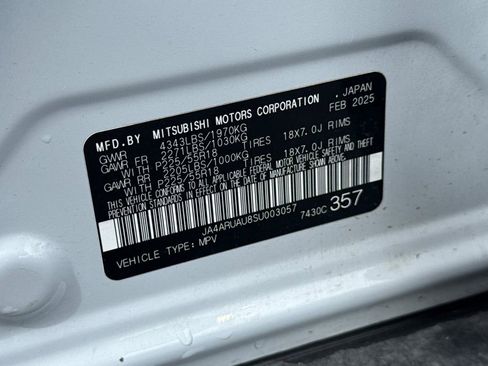 MFD.BY MITSUBISHI MOTORS CORPORATION , JAPAN
GVWR 4343LBS/1970KG FEB 2025
GAWR FR 2271LBS/1030KG
WITH P225/55R18 TIRES 18X7.0J RIMS
GAWR RR 2205LBS/1000KG
WITH P225/55R18 TIRES 18X7.0J RIMS
THIS VEHICLE CONFORMS TO ALL APPLICABLE FEDERAL MOTOR VEHICLE SAFETY,
BUMPER, AND THEFT PREVENTION STANDARDS IN EFFECT ON THE DATE OF
MANUFACTURE SHOWN ABOVE.
JA4ARUAU8SU003057 7430C 357
VEHICLE TYPE: MPV